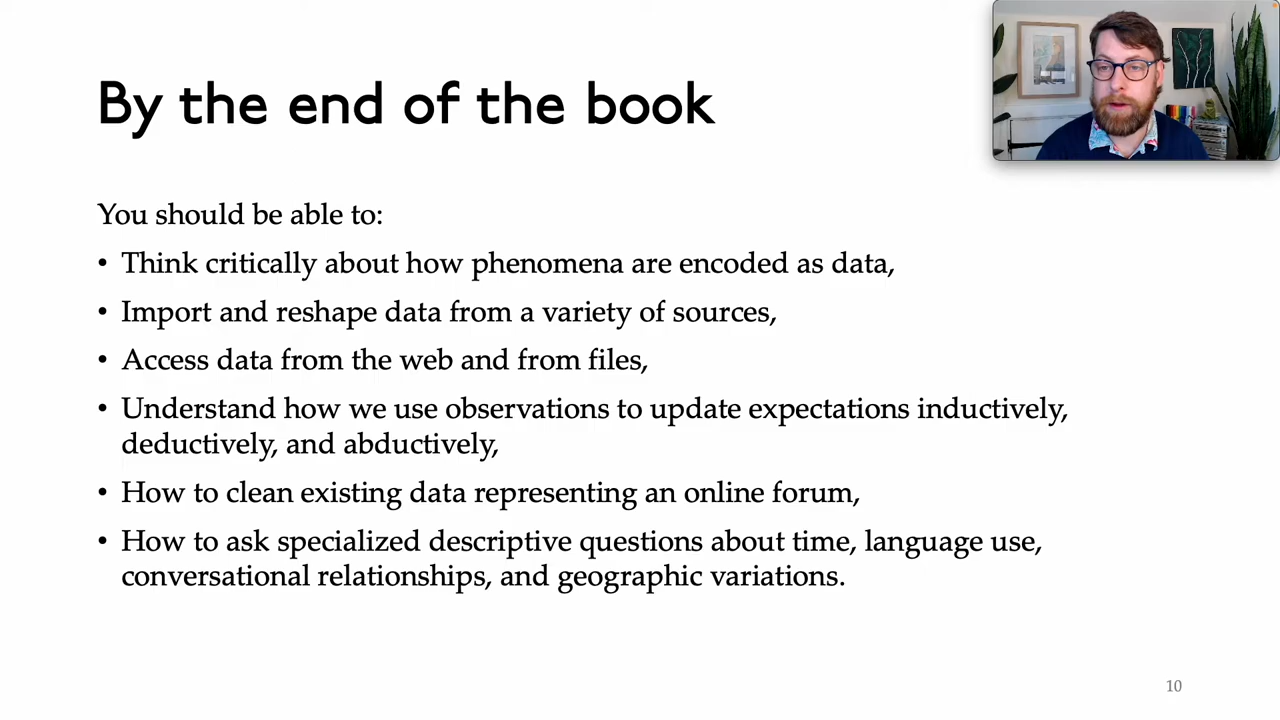 By the end of the book
You should be able to:
• Think critically about how phenomena are encoded as data,
• Import and reshape data from a variety of sources,
• Access data from the web and from files,
• Understand how we use observations to update expectations inductively,
deductively, and abductively,
• How to clean existing data representing an online forum,
• How to ask specialized descriptive questions about time, language use,
conversational relationships, and geographic variations.
10